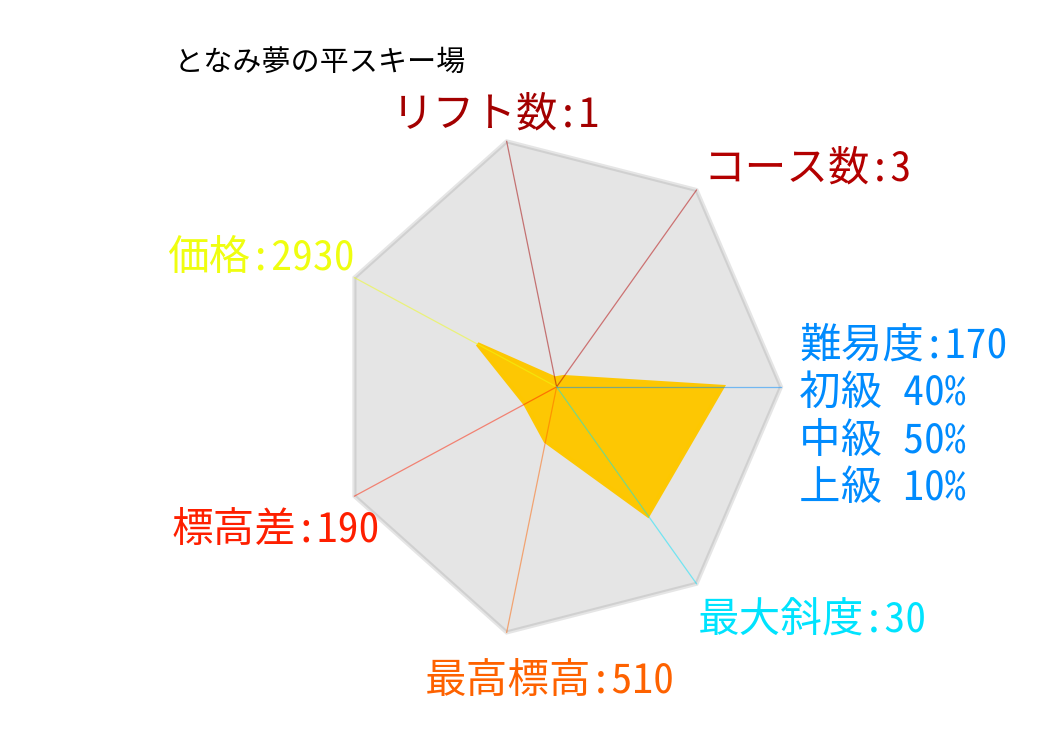 となみ夢の平スキー場
リフト数:1
コース数:3
価格:2930
難易度:170
初級 40%
中級 50%
上級 10%
標高差:190
最大斜度:30
最高標高:510